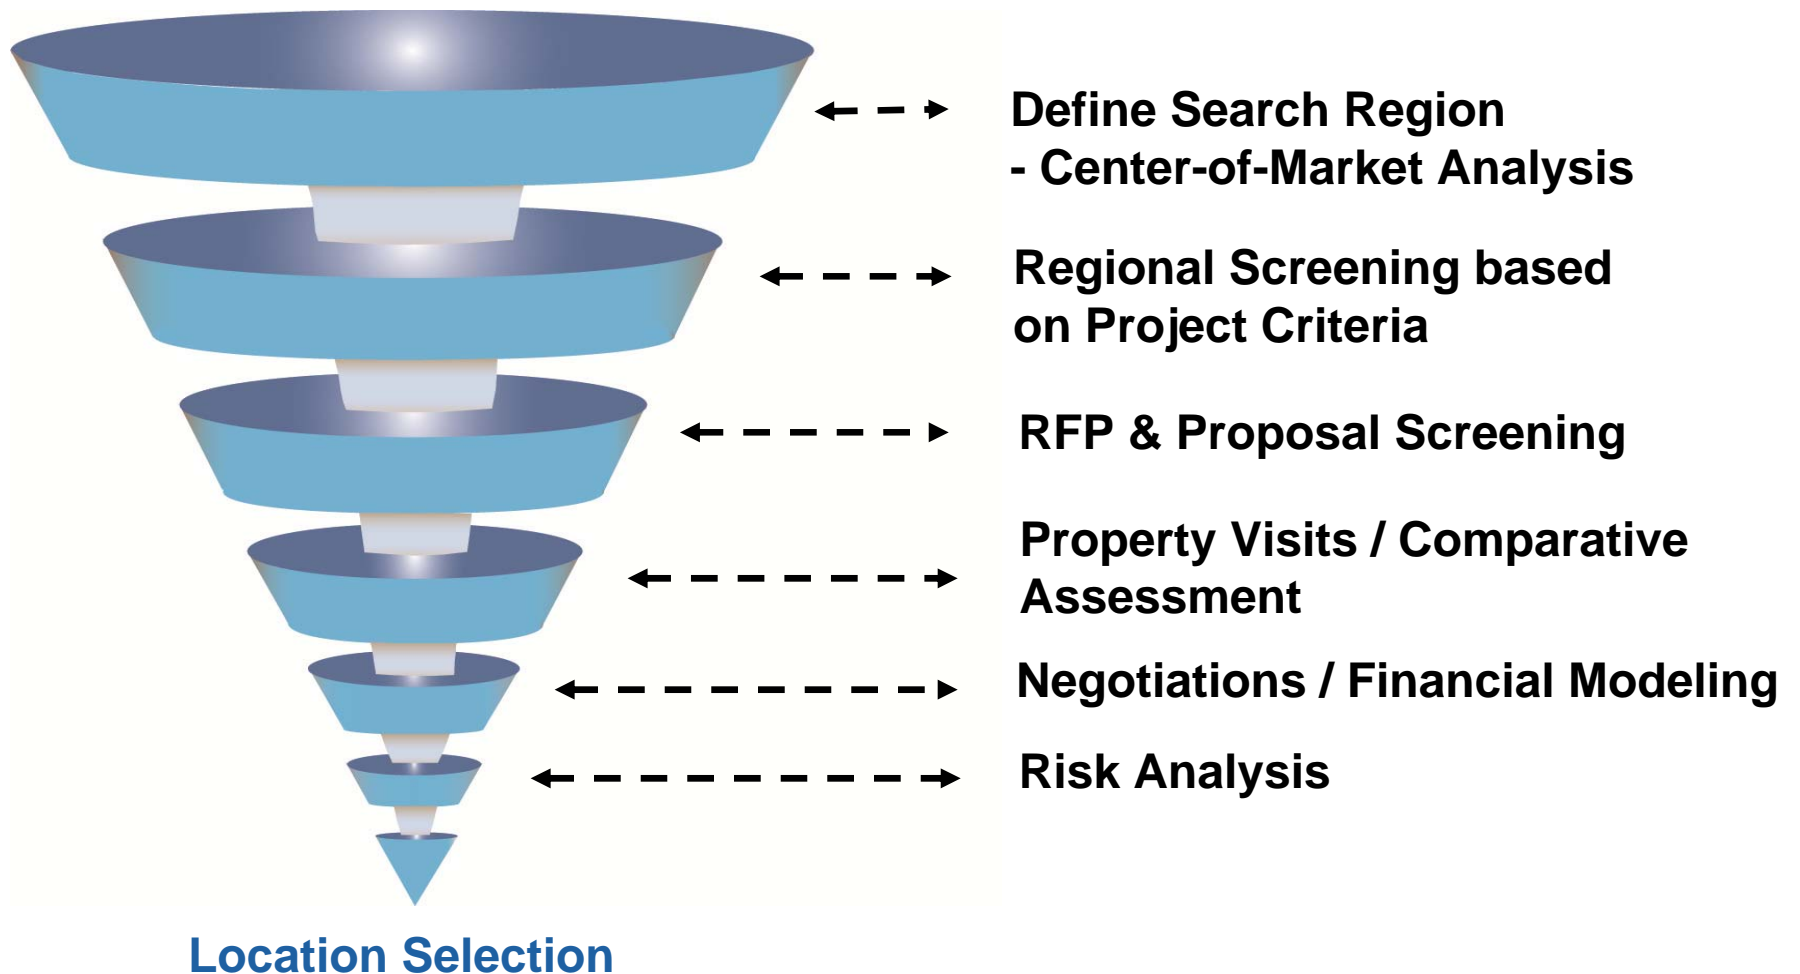 Define Search Region
- Center-of-Market Analysis
Regional Screening based
on Project Criteria
RFP & Proposal Screening
Property Visits / Comparative
Assessment
Negotiations / Financial Modeling
Risk Analysis
Location Selection